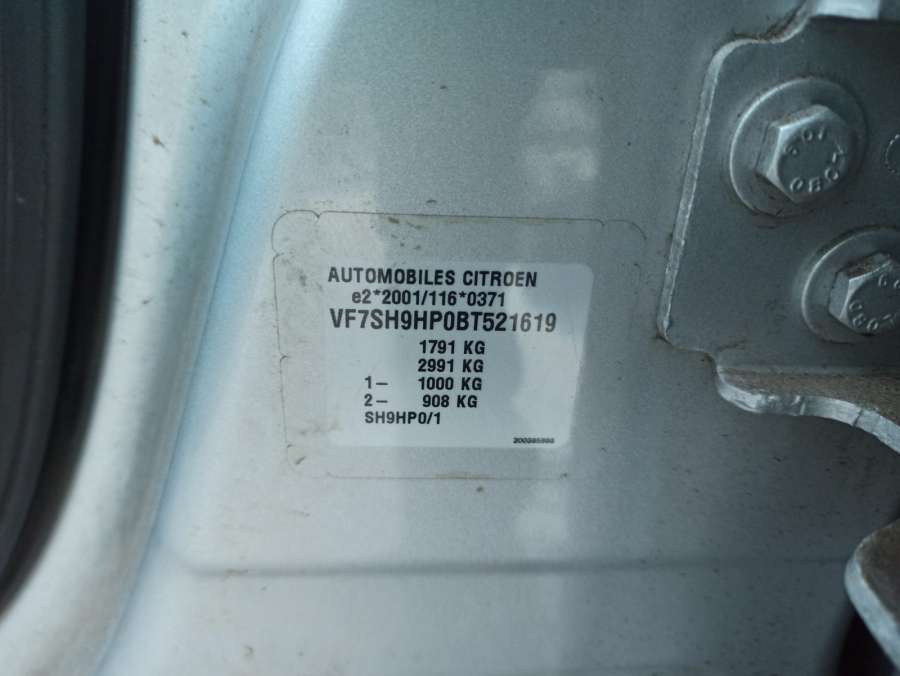 AUTOMOBILES CITROEN
e2*2001/116*0371
VF7SH9HP0BT521619
1791 KG
2991 KG
1- 1000 KG
2- 908 KG
SH9HP0/1